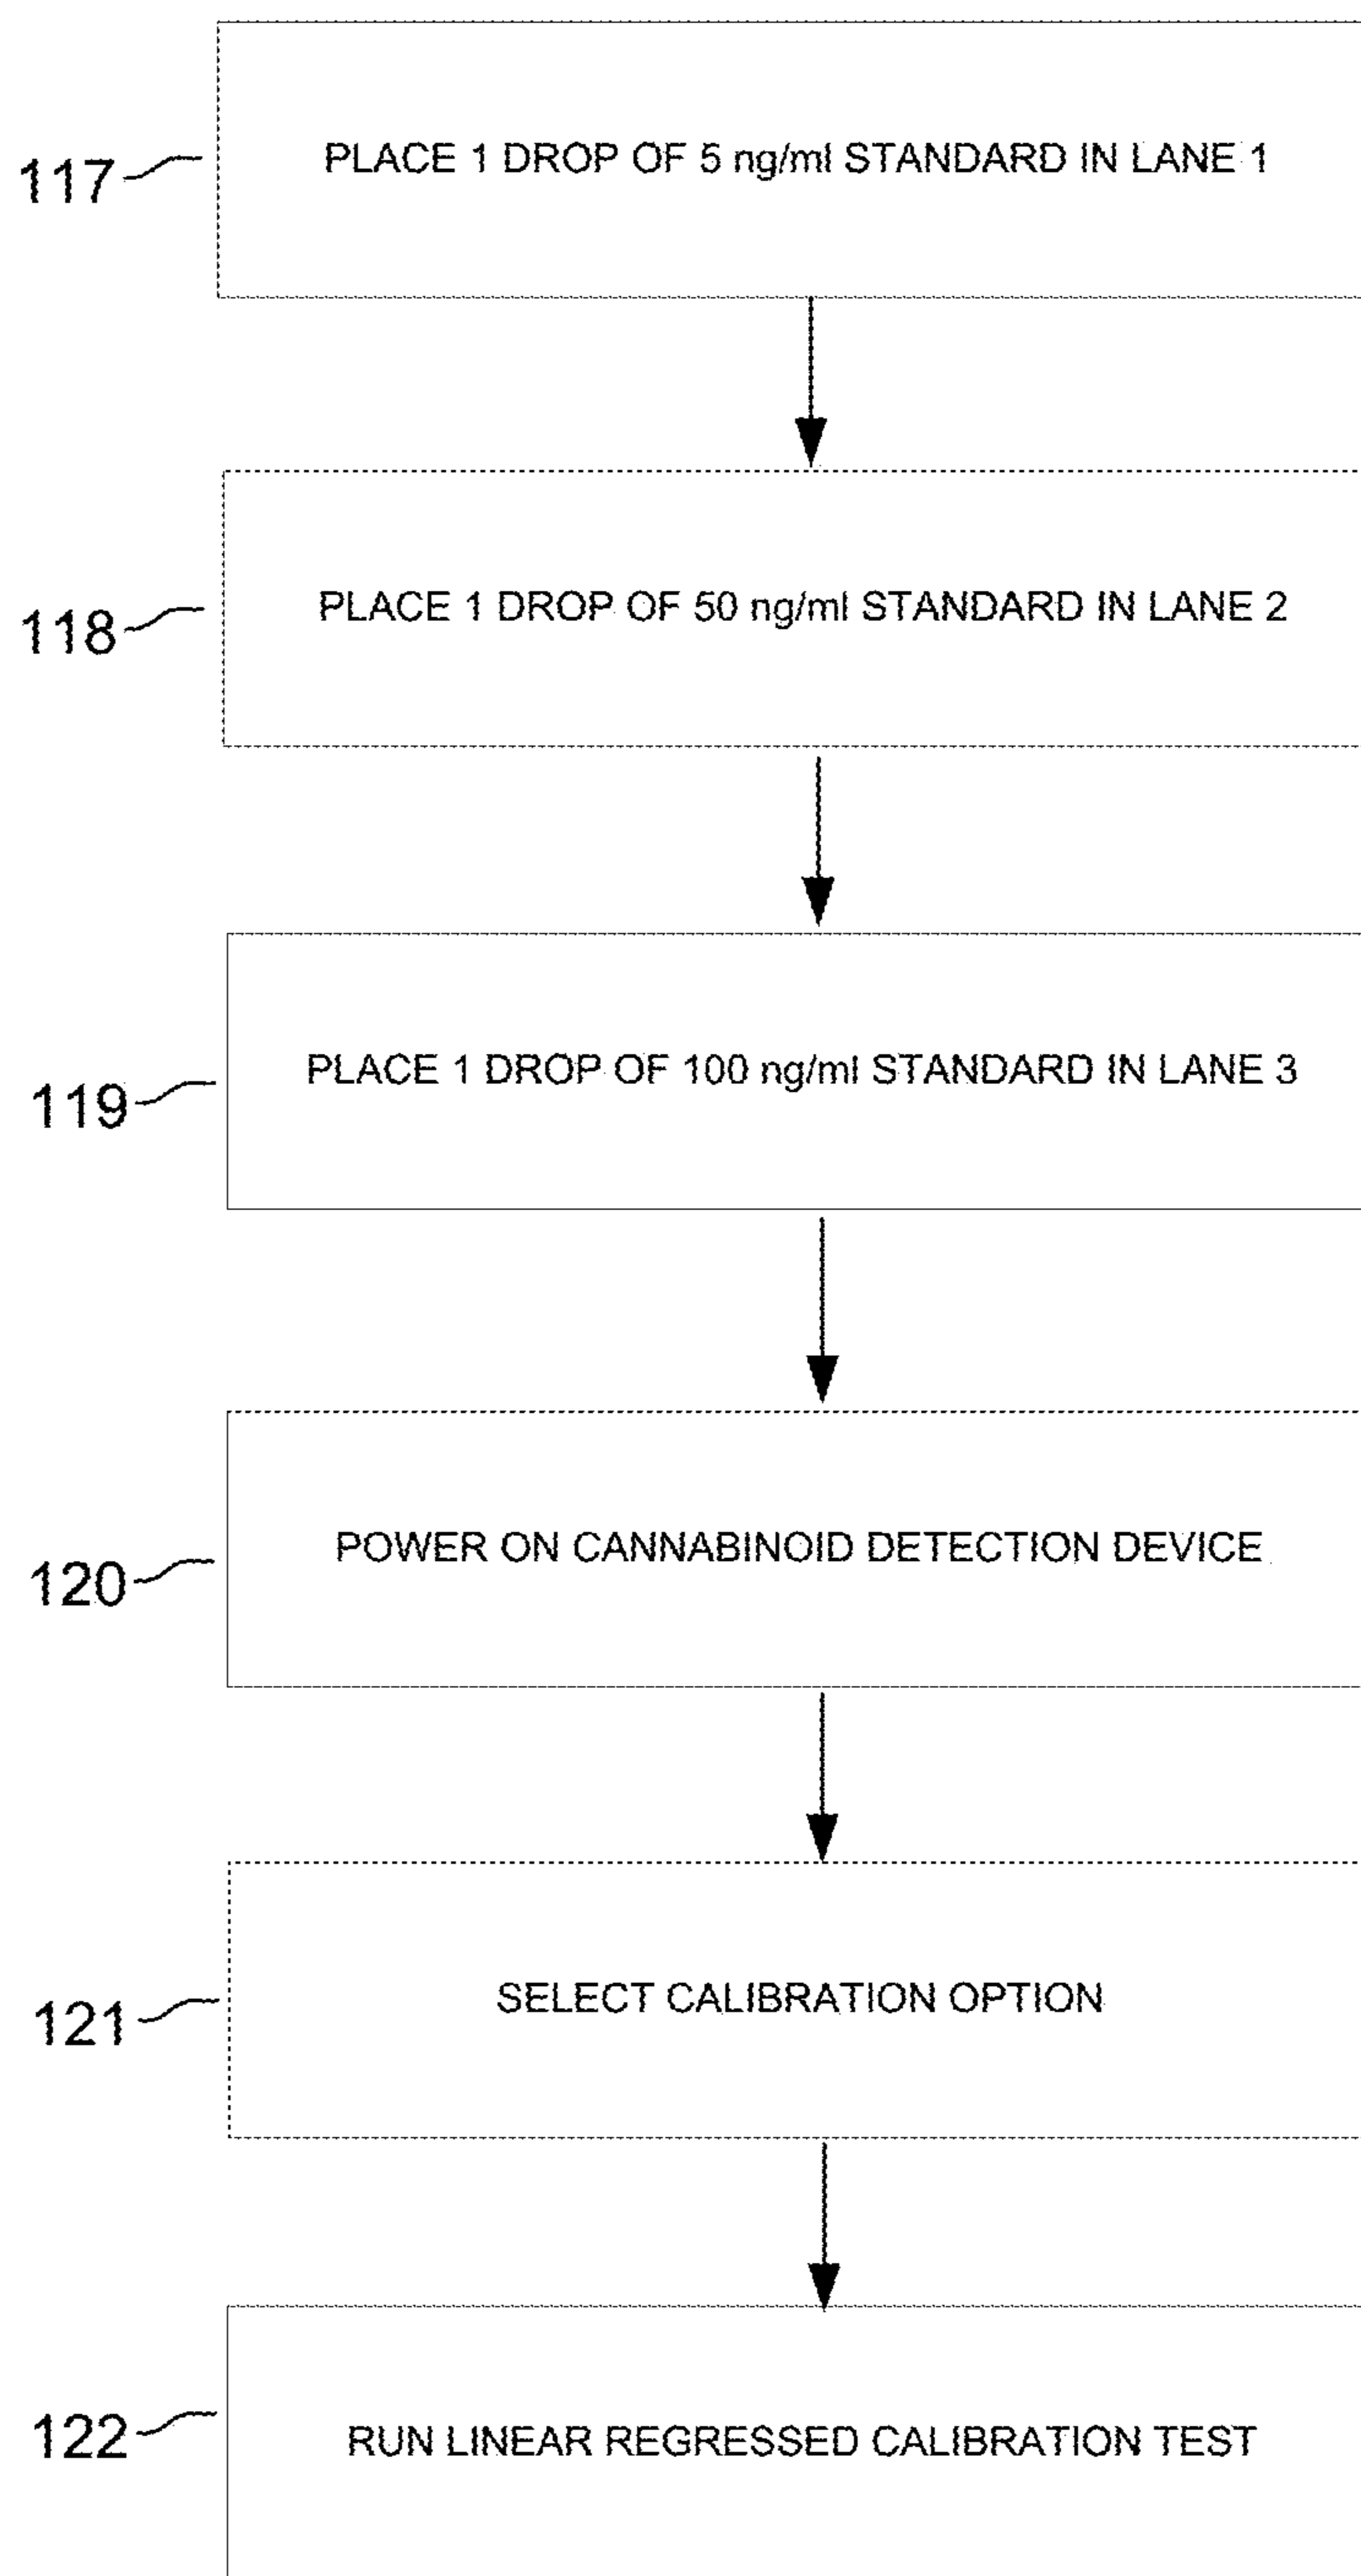 117 PLACE 1 DROP OF 5 ng/ml STANDARD IN LANE 1
118 PLACE 1 DROP OF 50 ng/ml STANDARD IN LANE 2
119 PLACE 1 DROP OF 100 ng/ml STANDARD IN LANE 3
120 POWER ON CANNABINOID DETECTION DEVICE
121 SELECT CALIBRATION OPTION
122 RUN LINEAR REGRESSED CALIBRATION TEST